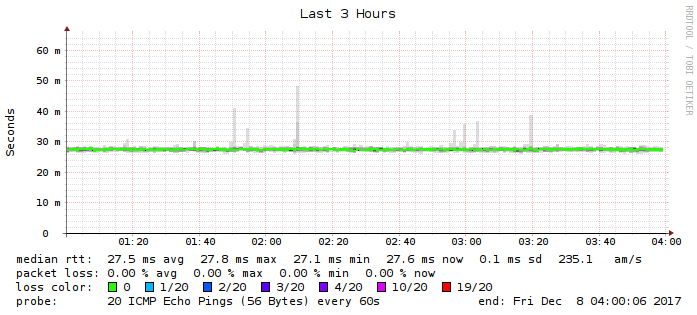 Last 3 Hours
RRDTOOL / TOBI OETIKER
Seconds
60 m
50 m
40 m
30 m
20 m
10 m
0
01:20 01:40 02:00 02:20 02:40 03:00 03:20 03:40 04:00
median rtt: 27.5 ms avg 27.8 ms max 27.1 ms min 27.6 ms now 0.1 ms sd 235.1 am/s
packet loss: 0.00 % avg 0.00 % max 0.00 % min 0.00 % now
loss color: 0 1/20 2/20 3/20 4/20 10/20 19/20
probe: 20 ICMP Echo Pings (56 Bytes) every 60s end: Fri Dec 8 04:00:06 2017